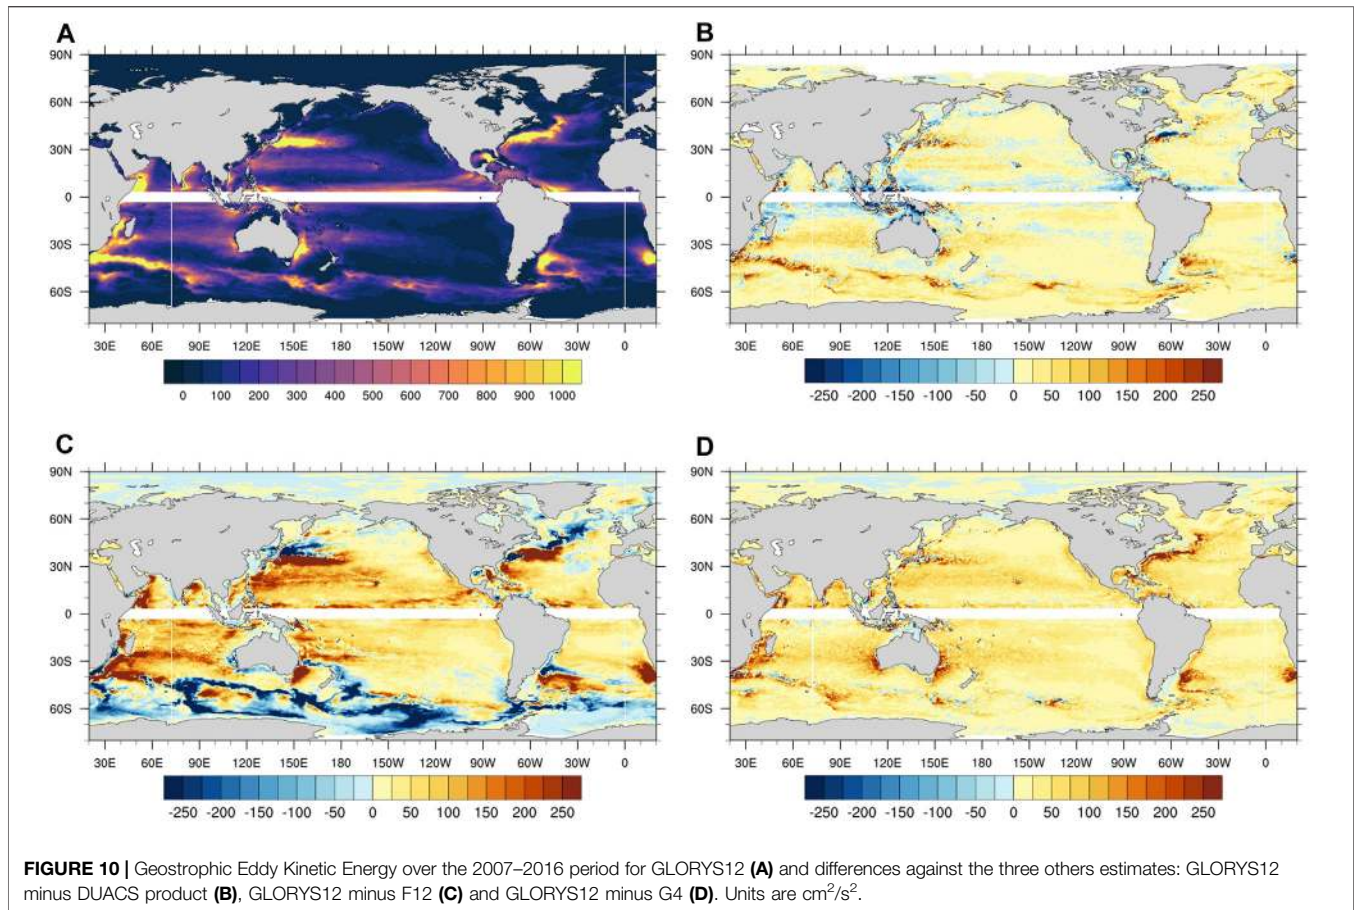 A
B
90N
60N
30N
0
30S
60S
30E 60E 90E 120E 150E 180 150W 120W 90W 60W 30W 0
0 100 200 300 400 500 600 700 800 900 1000
90N
60N
30N
0
30S
60S
30E 60E 90E 120E 150E 180 150W 120W 90W 60W 30W 0
-250 -200 -150 -100 -50 0 50 100 150 200 250
C
D
90N
60N
30N
0
30S
60S
30E 60E 90E 120E 150E 180 150W 120W 90W 60W 30W 0
-250 -200 -150 -100 -50 0 50 100 150 200 250
90N
60N
30N
0
30S
60S
30E 60E 90E 120E 150E 180 150W 120W 90W 60W 30W 0
-250 -200 -150 -100 -50 0 50 100 150 200 250
FIGURE 10 | Geostrophic Eddy Kinetic Energy over the 2007–2016 period for GLORYS12 (A) and differences against the three others estimates: GLORYS12
minus DUACS product (B), GLORYS12 minus F12 (C) and GLORYS12 minus G4 (D). Units are cm²/s².